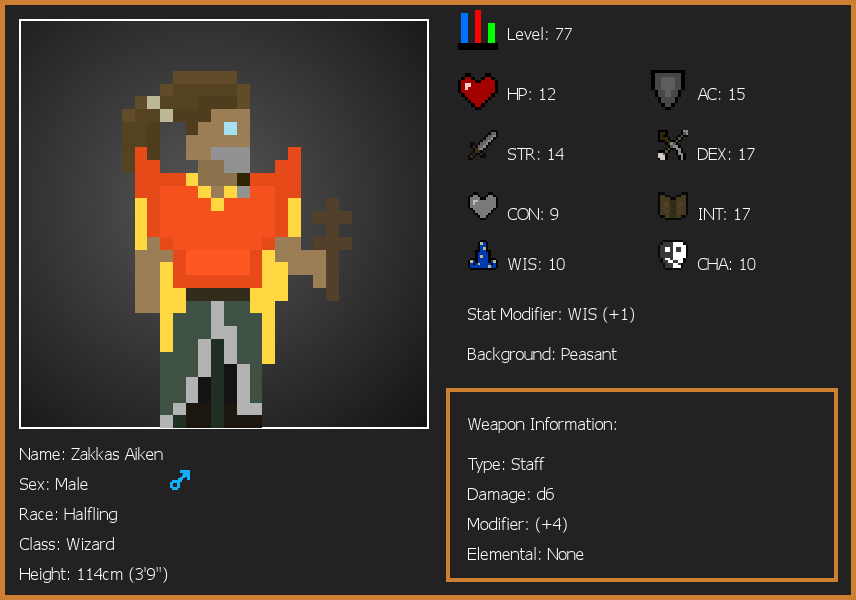 Level: 77
HP: 12
AC: 15
STR: 14
DEX: 17
CON: 9
INT: 17
WIS: 10
CHA: 10
Stat Modifier: WIS (+1)
Background: Peasant
Weapon Information:
Type: Staff
Damage: d6
Modifier: (+4)
Elemental: None
Name: Zakkas Aiken
Sex: Male
Race: Halfling
Class: Wizard
Height: 114cm (3'9")